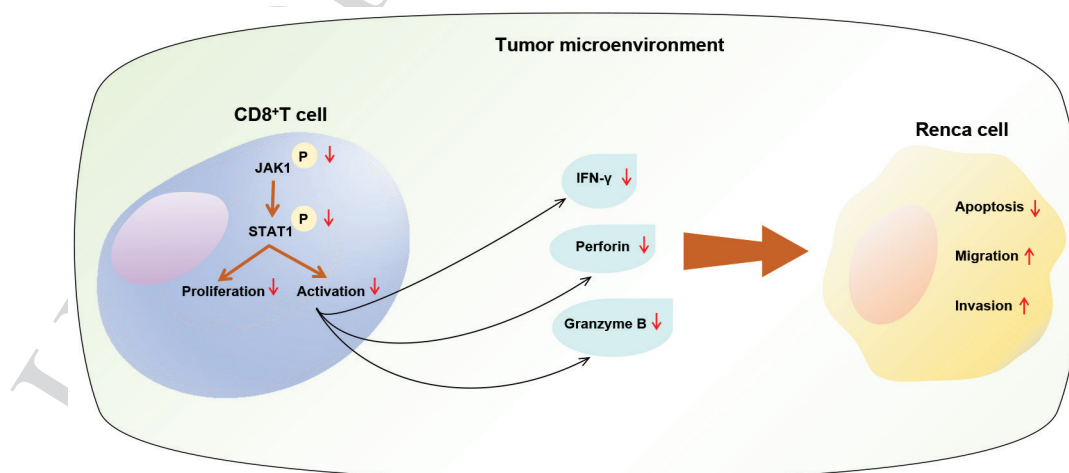 Tumor microenvironment
CD8⁺T cell
JAK1 P ↓
STAT1 P ↓
Proliferation ↓ Activation ↓
IFN-γ ↓
Perforin ↓
Granzyme B ↓
Renca cell
Apoptosis ↓
Migration ↑
Invasion ↑